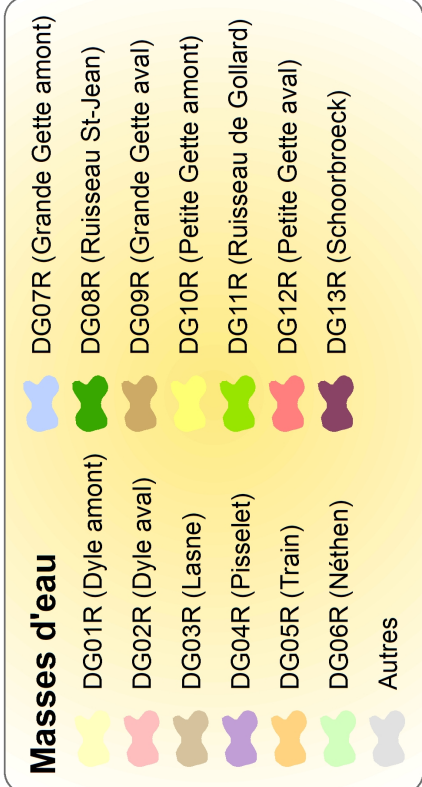 Masses d'eau
DG01R (Dyle amont)
DG02R (Dyle aval)
DG03R (Lasne)
DG04R (Pisselet)
DG05R (Train)
DG06R (Néthen)
Autres
DG07R (Grande Gette amont)
DG08R (Ruisseau St-Jean)
DG09R (Grande Gette aval)
DG10R (Petite Gette amont)
DG11R (Ruisseau de Gollard)
DG12R (Petite Gette aval)
DG13R (Schoorbroeck)